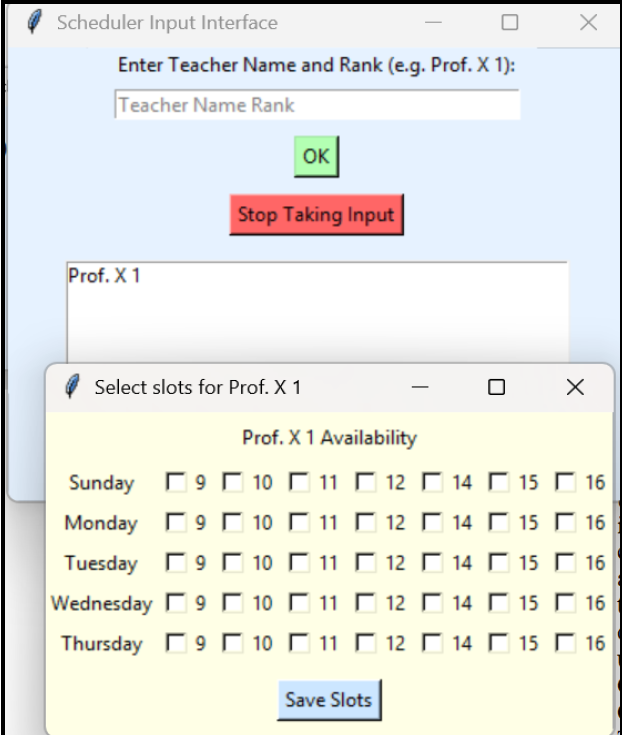 Scheduler Input Interface
Enter Teacher Name and Rank (e.g. Prof. X 1):
Teacher Name Rank
OK
Stop Taking Input
Prof. X 1
Select slots for Prof. X 1
Prof. X 1 Availability
Sunday 9 10 11 12 14 15 16
Monday 9 10 11 12 14 15 16
Tuesday 9 10 11 12 14 15 16
Wednesday 9 10 11 12 14 15 16
Thursday 9 10 11 12 14 15 16
Save Slots